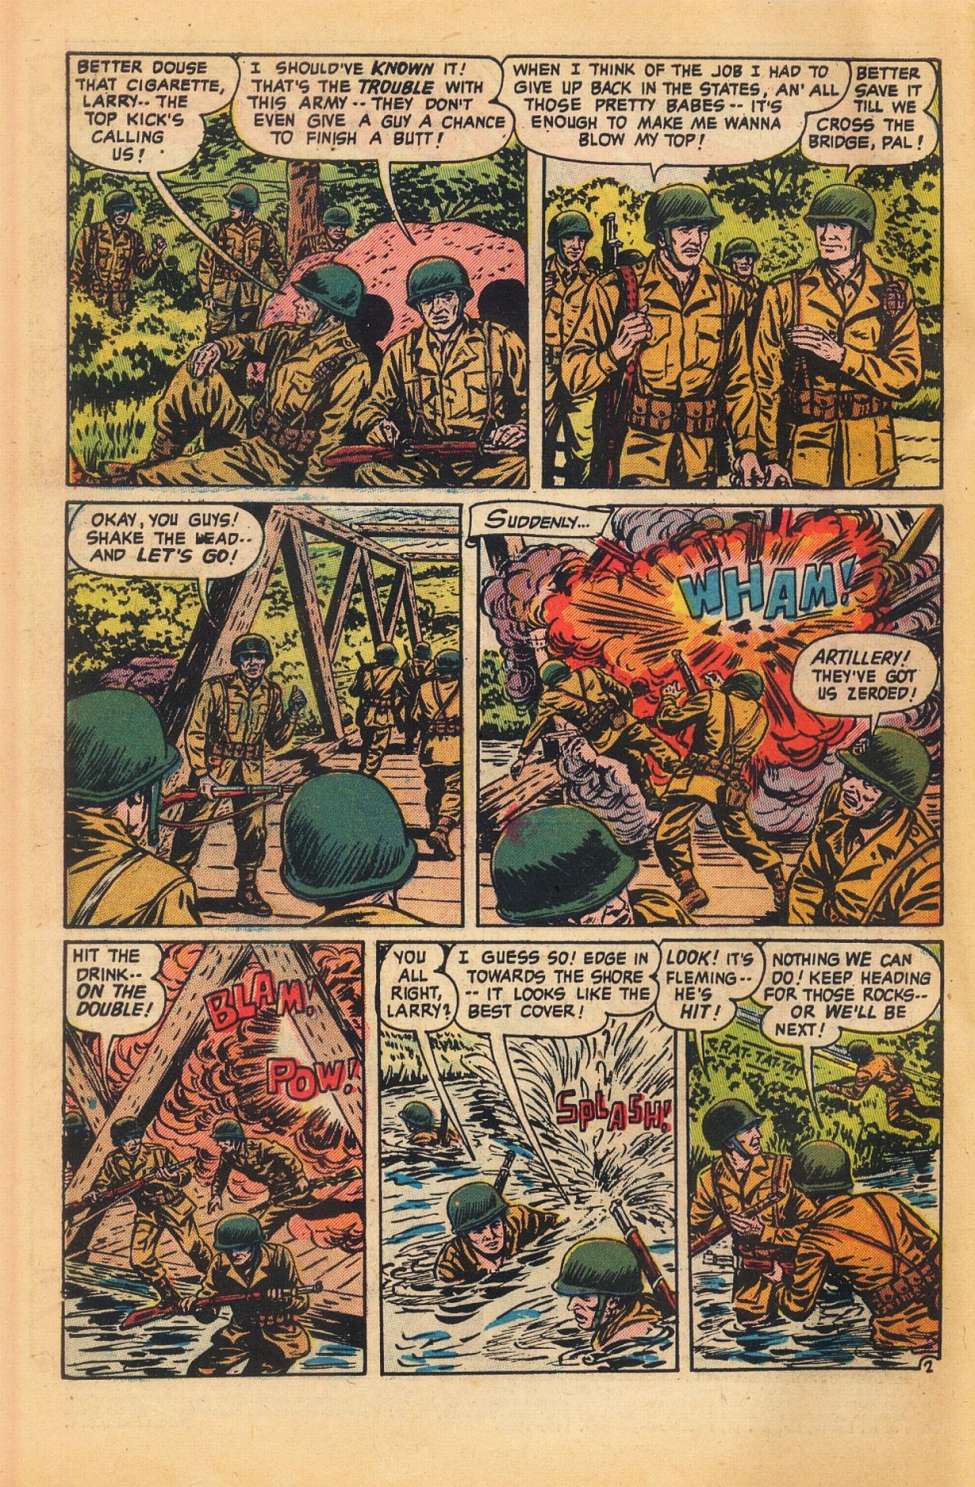 BETTER DOUSE
THAT CIGARETTE,
LARRY-- THE
TOP KICK'S
CALLING
US!
I SHOULD'VE KNOWN IT!
THAT'S THE TROUBLE WITH
THIS ARMY-- THEY DON'T
EVEN GIVE A GUY A CHANCE
TO FINISH A BUTT!
WHEN I THINK OF THE JOB I HAD TO
GIVE UP BACK IN THE STATES, AN' ALL
THOSE PRETTY BABES-- IT'S
ENOUGH TO MAKE ME WANNA
BLOW MY TOP!
BETTER
SAVE IT
TILL WE
CROSS THE
BRIDGE, PAL!
OKAY, YOU GUYS!
SHAKE THE LEAD--
AND LET'S GO!
SUDDENLY...
WHAM!
ARTILLERY!
THEY'VE GOT
US ZEROED!
HIT THE
DRINK--
ON THE
DOUBLE!
BLAM!
POW!
YOU
ALL
RIGHT,
LARRY?
I GUESS SO! EDGE IN
TOWARDS THE SHORE
-- IT LOOKS LIKE THE
BEST COVER!
SPLASH!
LOOK! IT'S
FLEMING--
HE'S
HIT!
NOTHING WE CAN
DO! KEEP HEADING
FOR THOSE ROCKS--
OR WE'LL BE
NEXT!
RRAT-TAT-TA
2